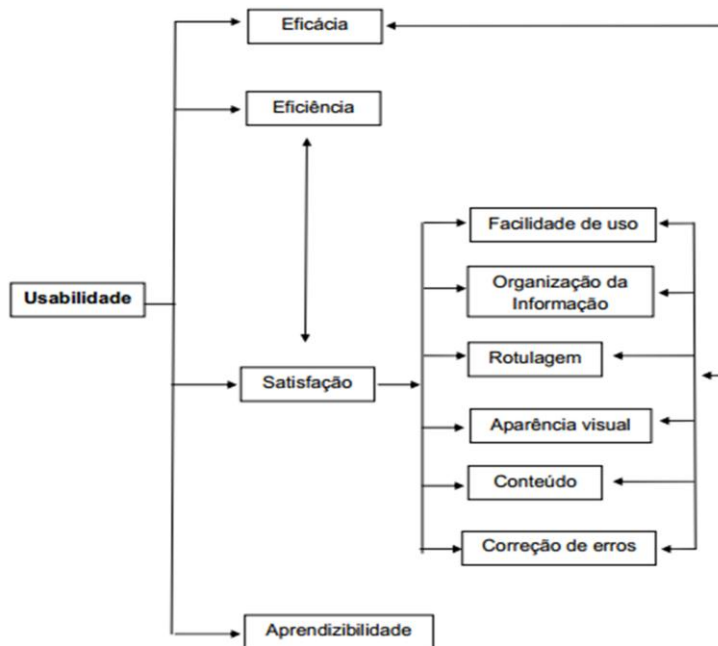 Eficácia
Eficiência
Facilidade de uso
Organização da
Informação
Usabilidade
Rotulagem
Satisfação
Aparência visual
Conteúdo
Correção de erros
Aprendizibilidade